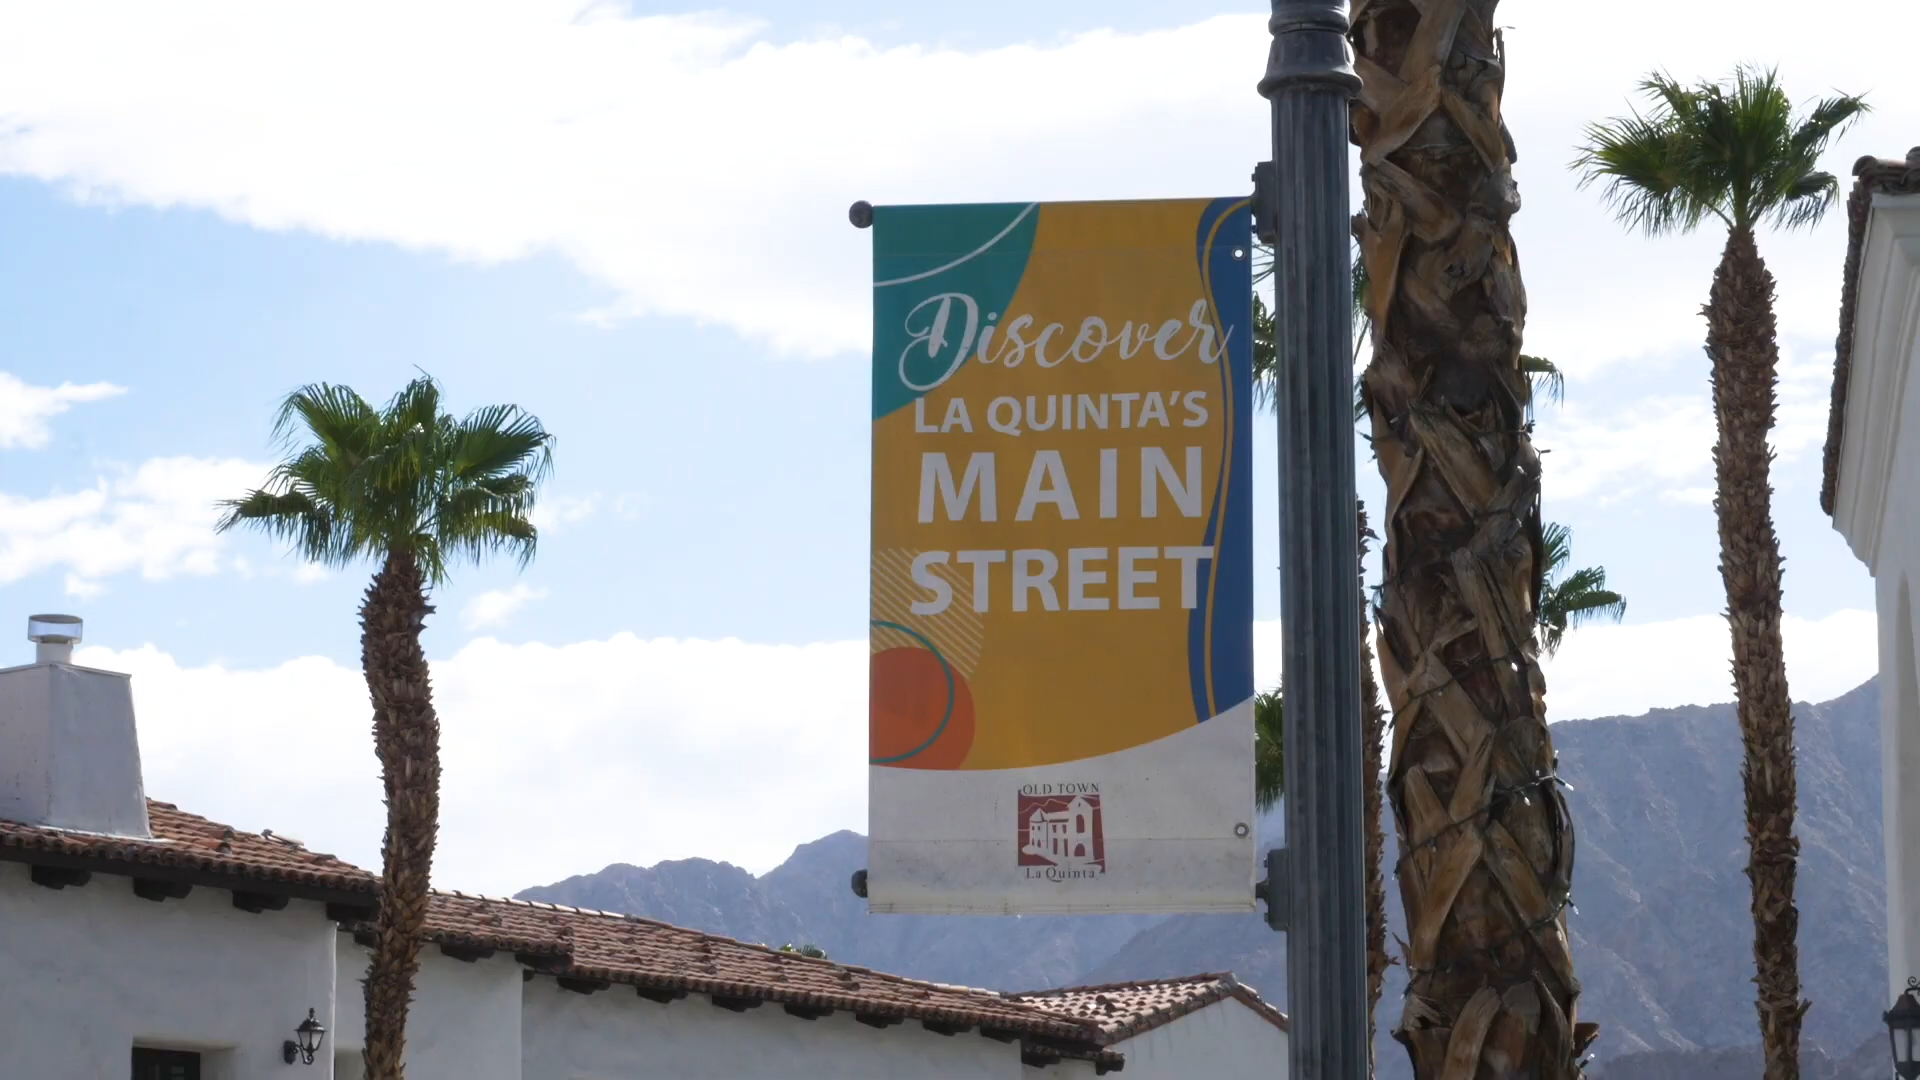 Discover
LA QUINTA'S
MAIN
STREET
OLD TOWN
La Quinta